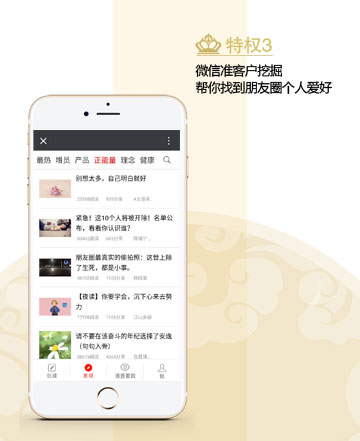 特权3
微信准客户挖掘
帮你找到朋友圈个人爱好
最热 增员 产品 正能量 理念 健康
别想太多，自己明白就好
紧急！这10个人将被开除！名单公
布，看看你认识谁？
朋友圈最真实的偷拍照：这世上除
了生死，都是小事。
【夜读】你要学会，沉下心来去努
力
请不要在该奋斗的年纪选择了安逸
（句句入骨）
创建 发现 谁查看我 我